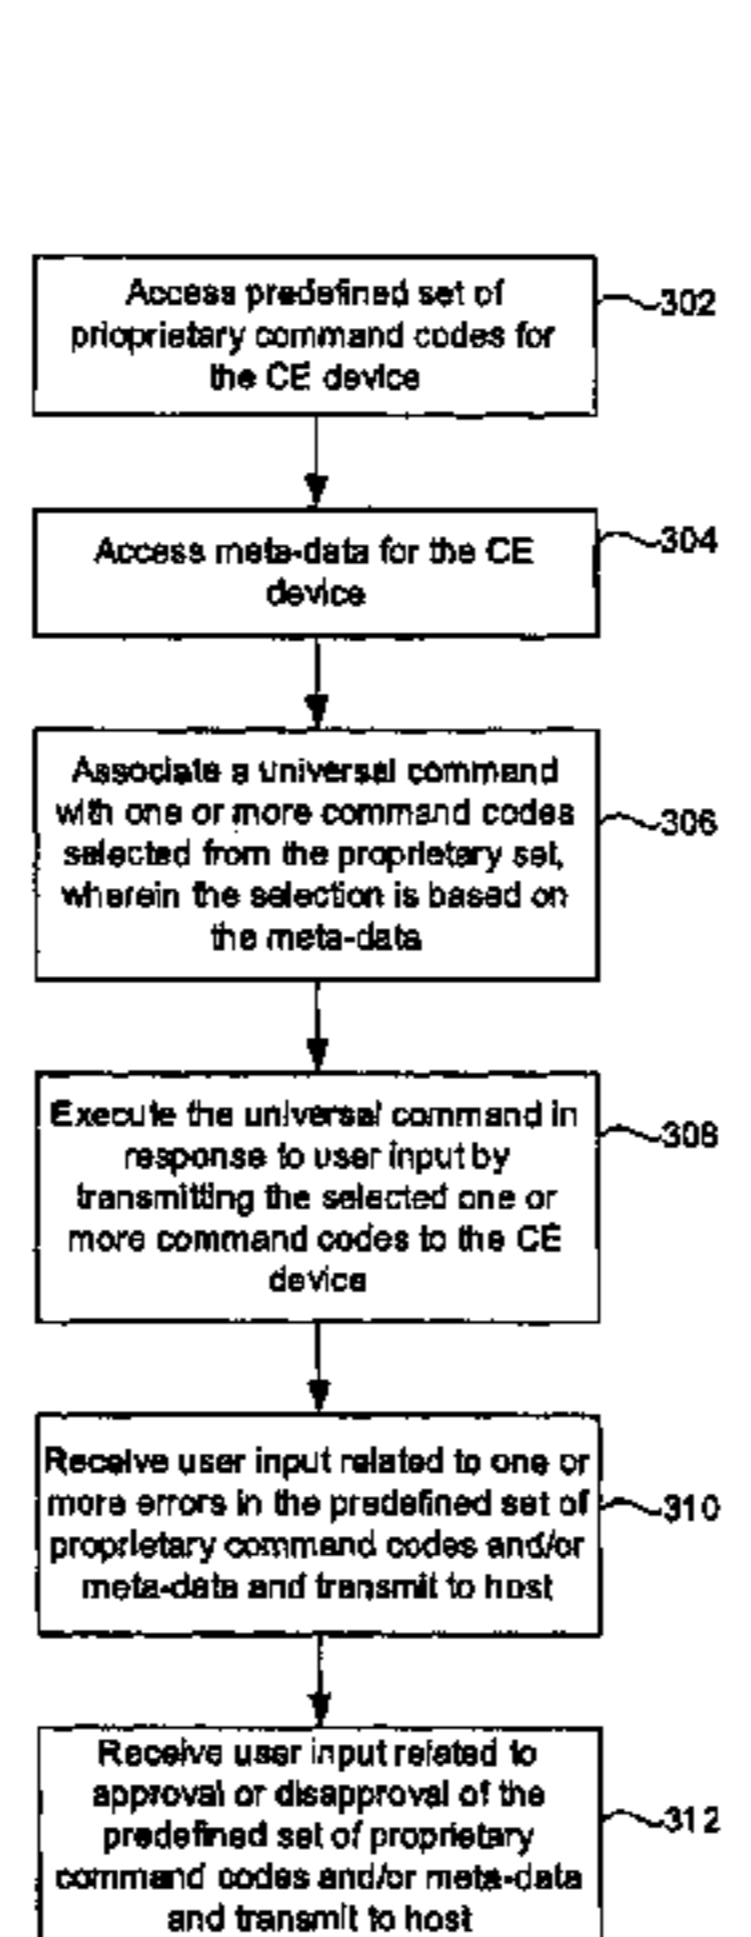 Access predefined set of
prioprietary command codes for
the CE device
302
Access meta-data for the CE
device
304
Associate a universal command
with one or more command codes
selected from the proprietary set,
wherein the selection is based on
the meta-data
306
Execute the universal command in
response to user input by
transmitting the selected one or
more command codes to the CE
device
308
Receive user input related to one or
more errors in the predefined set of
proprietary command codes and/or
meta-data and transmit to host
310
Receive user input related to
approval or disapproval of the
predefined set of proprietary
command codes and/or meta-data
and transmit to host
312